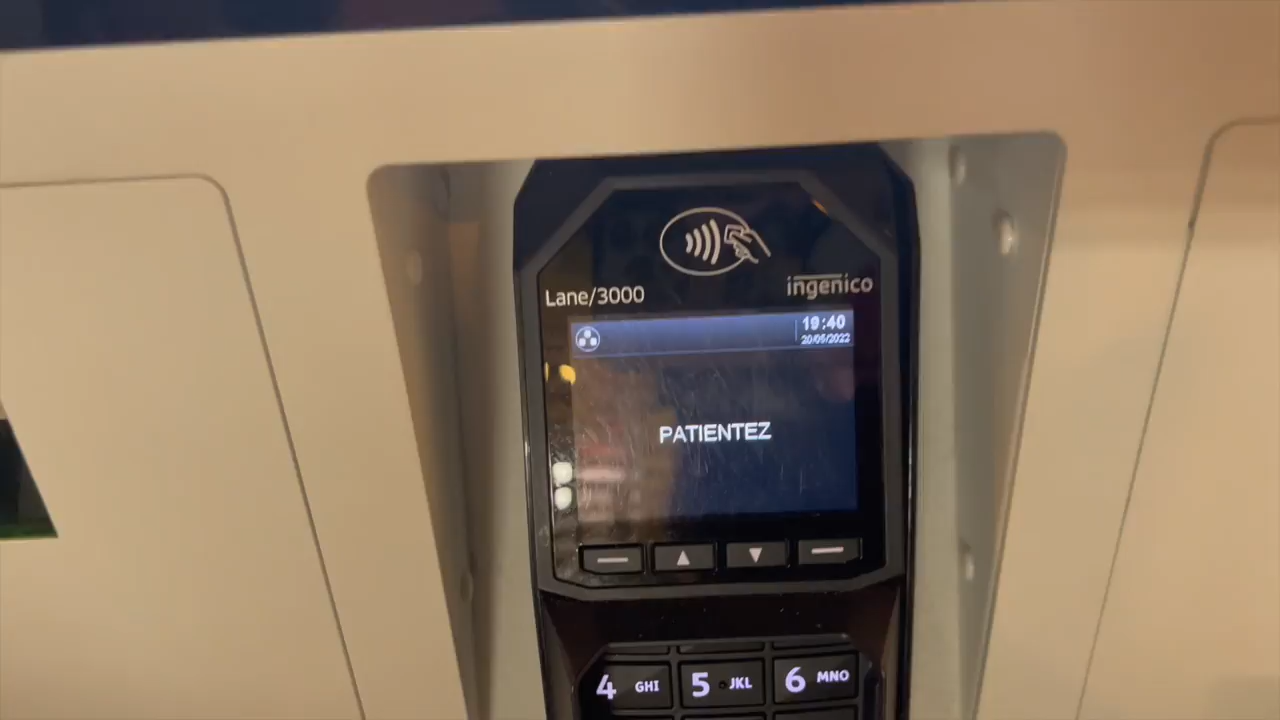 Lane/3000
ingenico
19:40
20/05/2022
PATIENTEZ
4 GHI
5 JKL
6 MNO